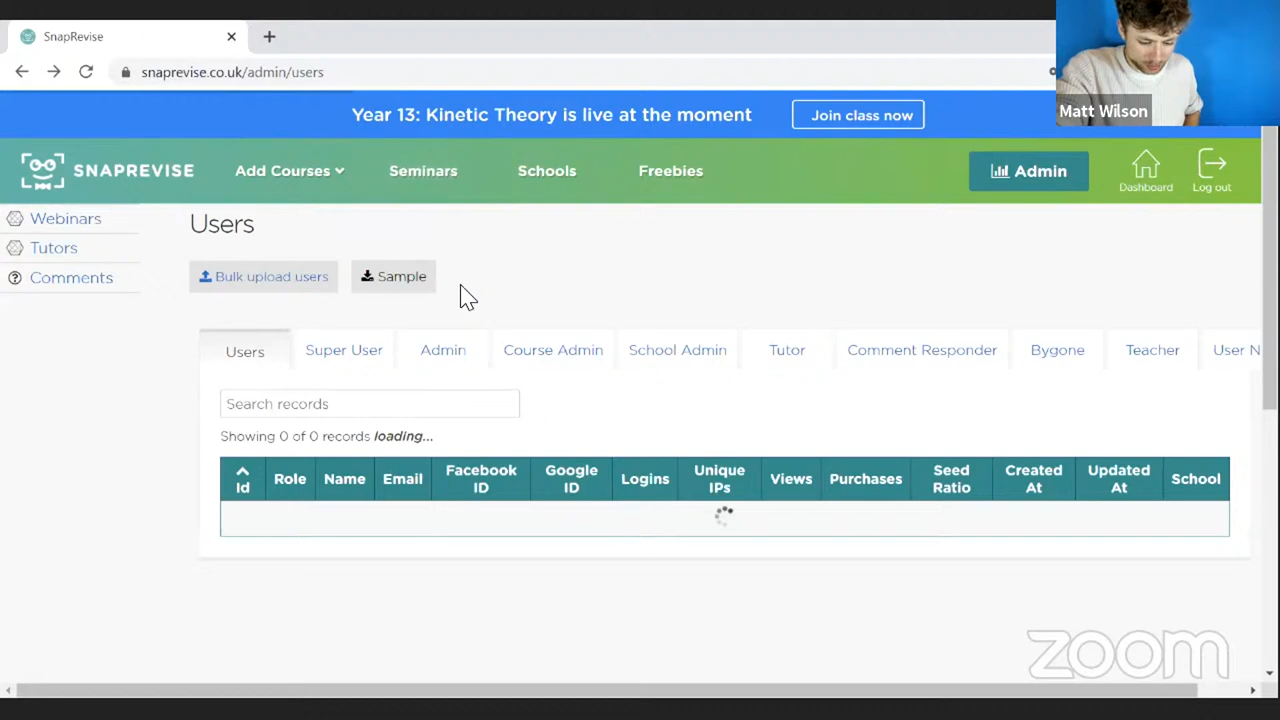 SnapRevise
snaprevise.co.uk/admin/users
Matt Wilson
Year 13: Kinetic Theory is live at the moment
Join class now
SNAPREVISE
Add Courses
Seminars
Schools
Freebies
Admin
Dashboard
Log out
Webinars
Tutors
Comments
Users
Bulk upload users
Sample
Users
Super User
Admin
Course Admin
School Admin
Tutor
Comment Responder
Bygone
Teacher
User N
Search records
Showing 0 of 0 records loading...
Id
Role
Name
Email
Facebook
ID
Google
ID
Logins
Unique
IPs
Views
Purchases
Seed
Ratio
Created
At
Updated
At
School
zoom